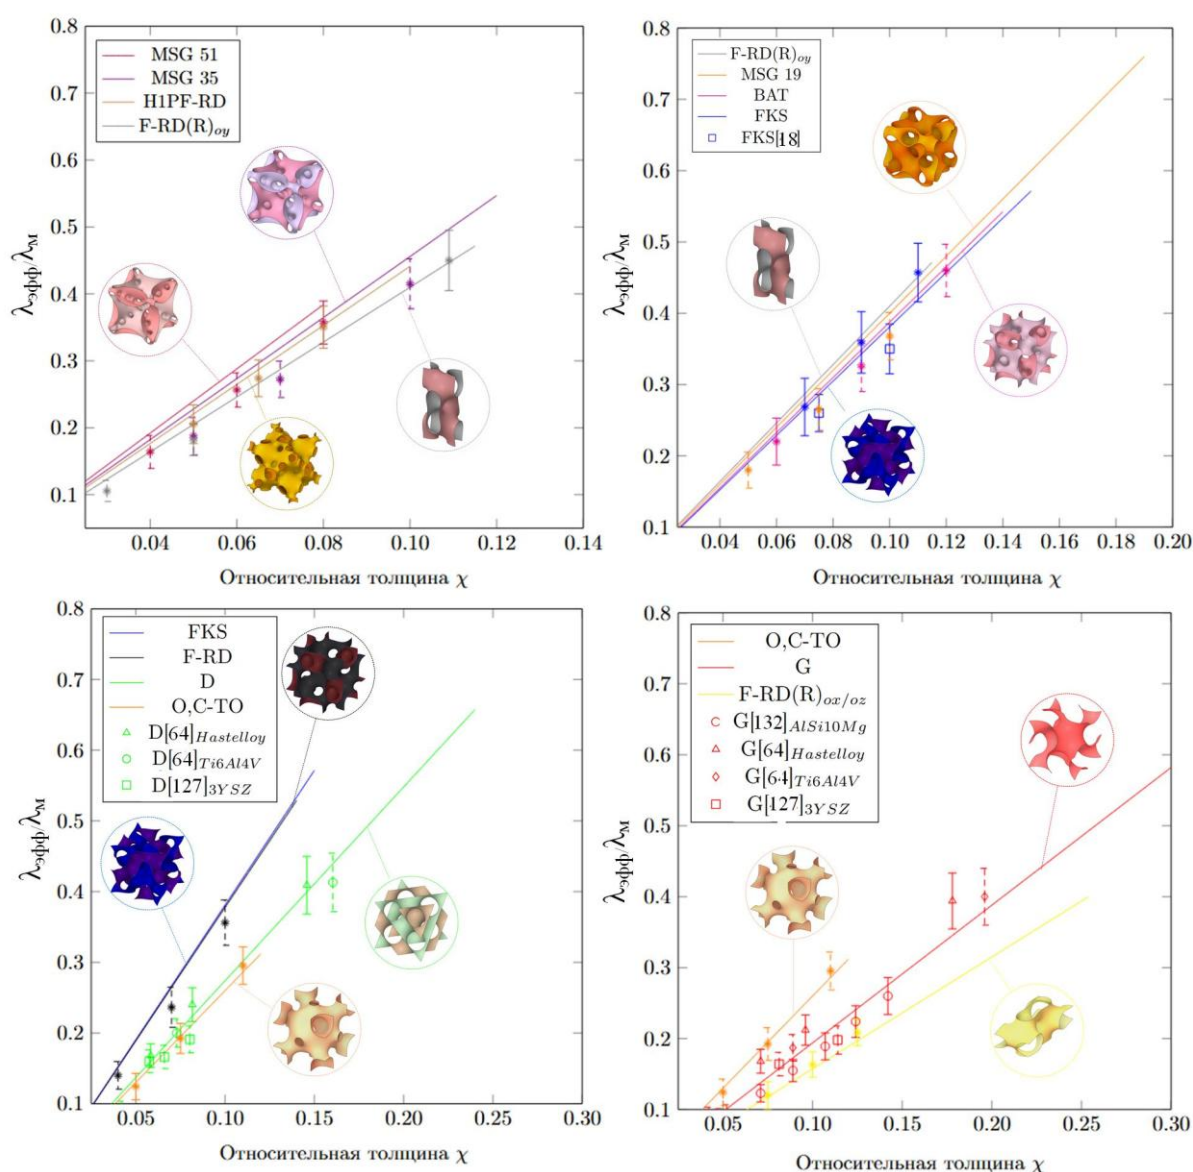 0.8
0.7
0.6
0.5
0.4
0.3
0.2
0.1
λэфф/λм
MSG 51
MSG 35
H1PF-RD
F-RD(R)oy
0.04 0.06 0.08 0.10 0.12 0.14
Относительная толщина χ
0.8
0.7
0.6
0.5
0.4
0.3
0.2
0.1
λэфф/λм
F-RD(R)oy
MSG 19
BAT
FKS
FKS[18]
0.04 0.06 0.08 0.10 0.12 0.14 0.16 0.18 0.20
Относительная толщина χ
0.8
0.7
0.6
0.5
0.4
0.3
0.2
0.1
λэфф/λм
FKS
F-RD
D
O,C-TO
D[64]Hastelloy
D[64]Ti6Al4V
D[127]3YSZ
0.05 0.10 0.15 0.20 0.25 0.30
Относительная толщина χ
0.8
0.7
0.6
0.5
0.4
0.3
0.2
0.1
λэфф/λм
O,C-TO
G
F-RD(R)ox/oz
G[132]AlSi10Mg
G[64]Hastelloy
G[64]Ti6Al4V
G[127]3YSZ
0.05 0.10 0.15 0.20 0.25 0.30
Относительная толщина χ